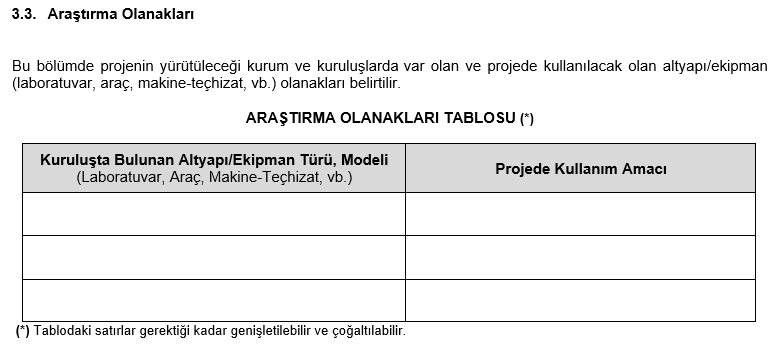 3.3. Araştırma Olanakları
Bu bölümde projenin yürütüleceği kurum ve kuruluşlarda var olan ve projede kullanılacak olan altyapı/ekipman
(laboratuvar, araç, makine-teçhizat, vb.) olanakları belirtilir.
ARAŞTIRMA OLANAKLARI TABLOSU (*)
Kuruluşta Bulunan Altyapı/Ekipman Türü, Modeli
(Laboratuvar, Araç, Makine-Teçhizat, vb.)
Projede Kullanım Amacı
(*) Tablodaki satırlar gerektiği kadar genişletilebilir ve çoğaltılabilir.